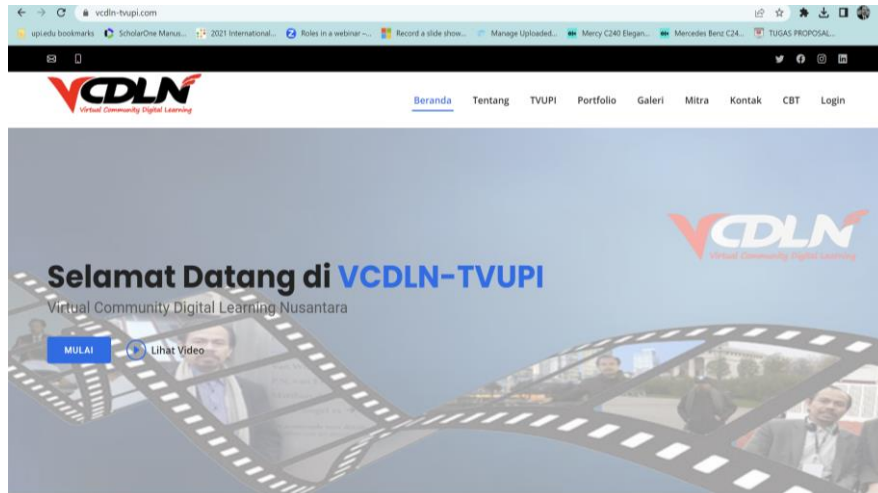 vcdln-tvupi.com
upi.edu bookmarks ScholarOne Manus... 2021 International... Roles in a webinar –... Record a slide show... Manage Uploaded... Mercy C240 Elegan... Mercedes Benz C24... TUGAS PROPOSAL...
VCDLN
Virtual Community Digital Learning
Beranda Tentang TVUPI Portfolio Galeri Mitra Kontak CBT Login
VCDLN
Virtual Community Digital Learning
Selamat Datang di VCDLN-TVUPI
Virtual Community Digital Learning Nusantara
MULAI Lihat Video